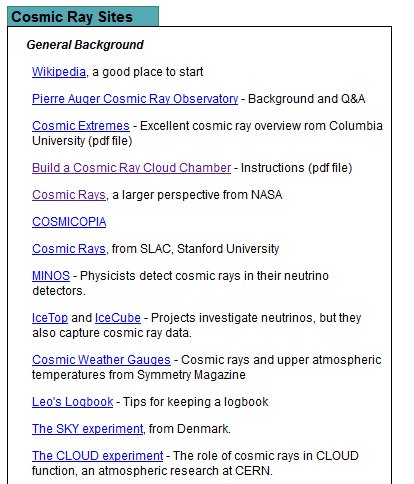 Cosmic Ray Sites
General Background
Wikipedia, a good place to start
Pierre Auger Cosmic Ray Observatory - Background and Q&A
Cosmic Extremes - Excellent cosmic ray overview rom Columbia
University (pdf file)
Build a Cosmic Ray Cloud Chamber - Instructions (pdf file)
Cosmic Rays, a larger perspective from NASA
COSMICOPIA
Cosmic Rays, from SLAC, Stanford University
MINOS - Physicists detect cosmic rays in their neutrino
detectors.
IceTop and IceCube - Projects investigate neutrinos, but they
also capture cosmic ray data.
Cosmic Weather Gauges - Cosmic rays and upper atmospheric
temperatures from Symmetry Magazine
Leo's Logbook - Tips for keeping a logbook
The SKY experiment, from Denmark.
The CLOUD experiment - The role of cosmic rays in CLOUD
function, an atmospheric research at CERN.